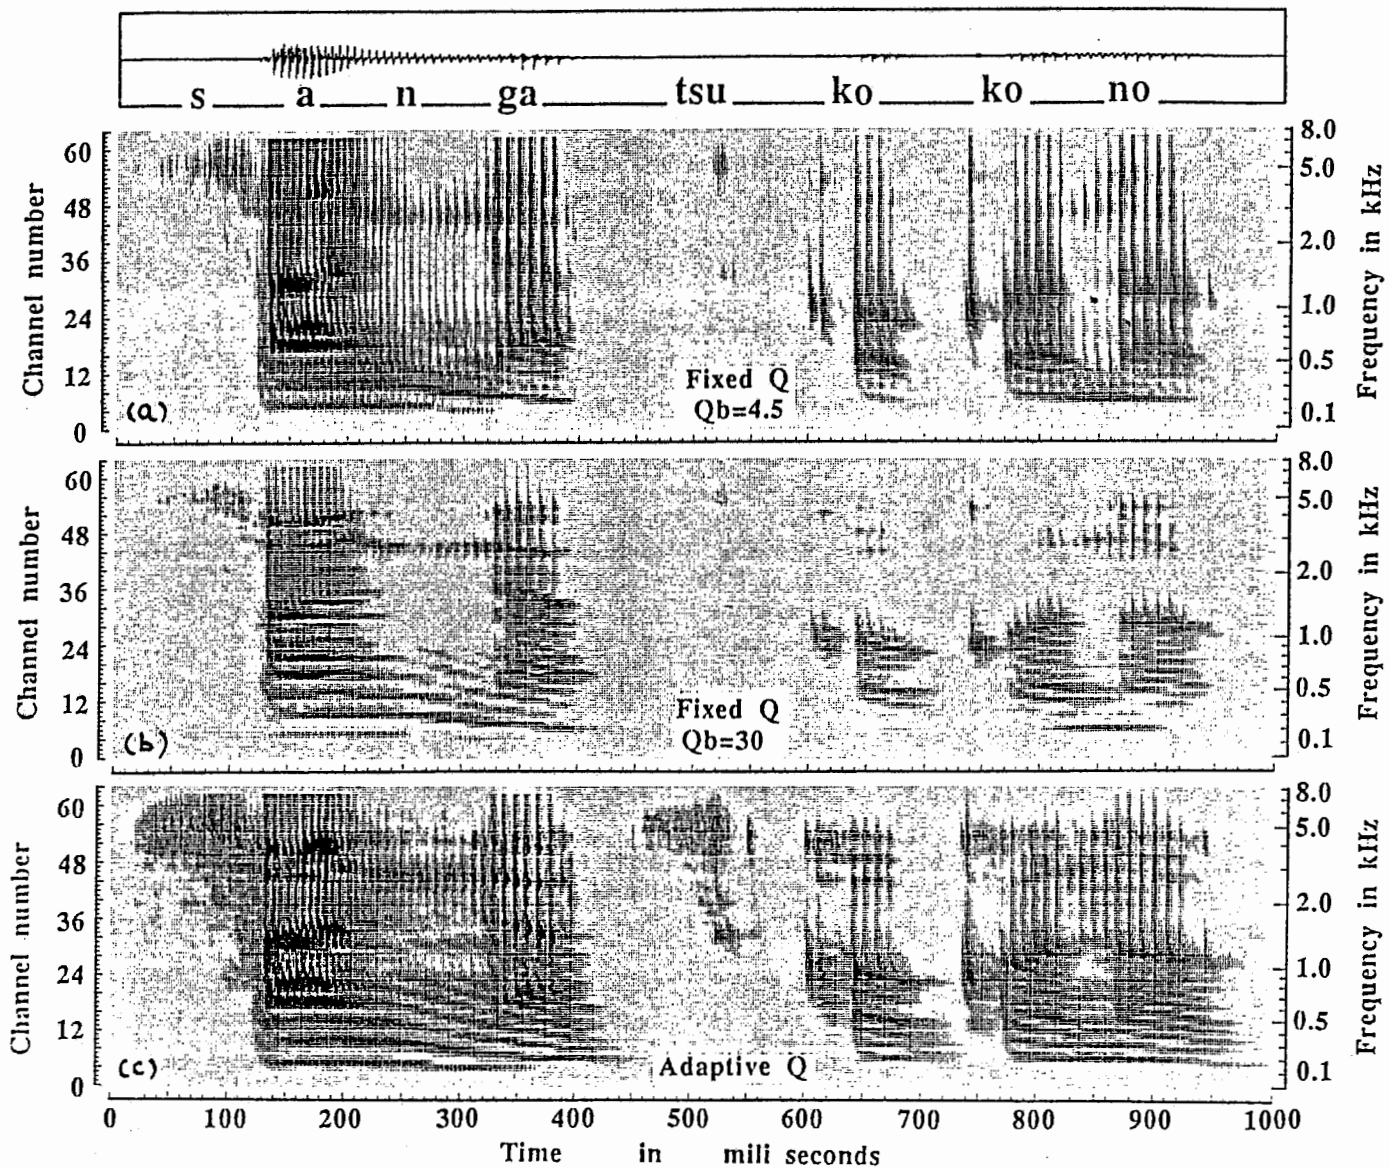 s a n ga tsu ko ko no
60
48
36
24
12
0
Channel number
(a)
Fixed Q
Qb=4.5
8.0
5.0
2.0
1.0
0.5
0.1
Frequency in kHz
60
48
36
24
12
0
Channel number
(b)
Fixed Q
Qb=30
8.0
5.0
2.0
1.0
0.5
0.1
Frequency in kHz
60
48
36
24
12
0
Channel number
(c)
Adaptive Q
8.0
5.0
2.0
1.0
0.5
0.1
Frequency in kHz
0 100 200 300 400 500 600 700 800 900 1000
Time in mili seconds